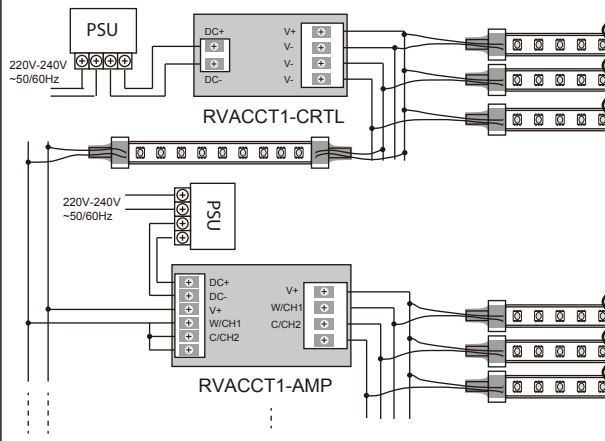 PSU
220V-240V
~50/60Hz
DC+
DC-
V+
V-
V-
V-
RVACCT1-CRTL
220V-240V
~50/60Hz
PSU
DC+
DC-
V+
W/CH1
C/CH2
V+
W/CH1
C/CH2
RVACCT1-AMP